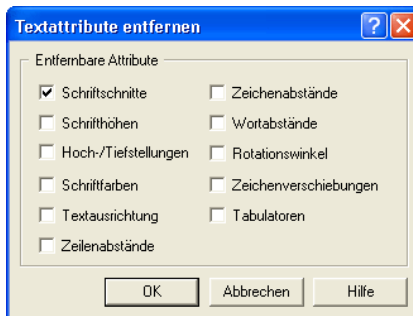 Textattribute entfernen
Entfernbare Attribute
Schriftschnitte
Schrifthöhen
Hoch-/Tiefstellungen
Schriftfarben
Textausrichtung
Zeilenabstände
Zeichenabstände
Wortabstände
Rotationswinkel
Zeichenverschiebungen
Tabulatoren
OK Abbrechen Hilfe